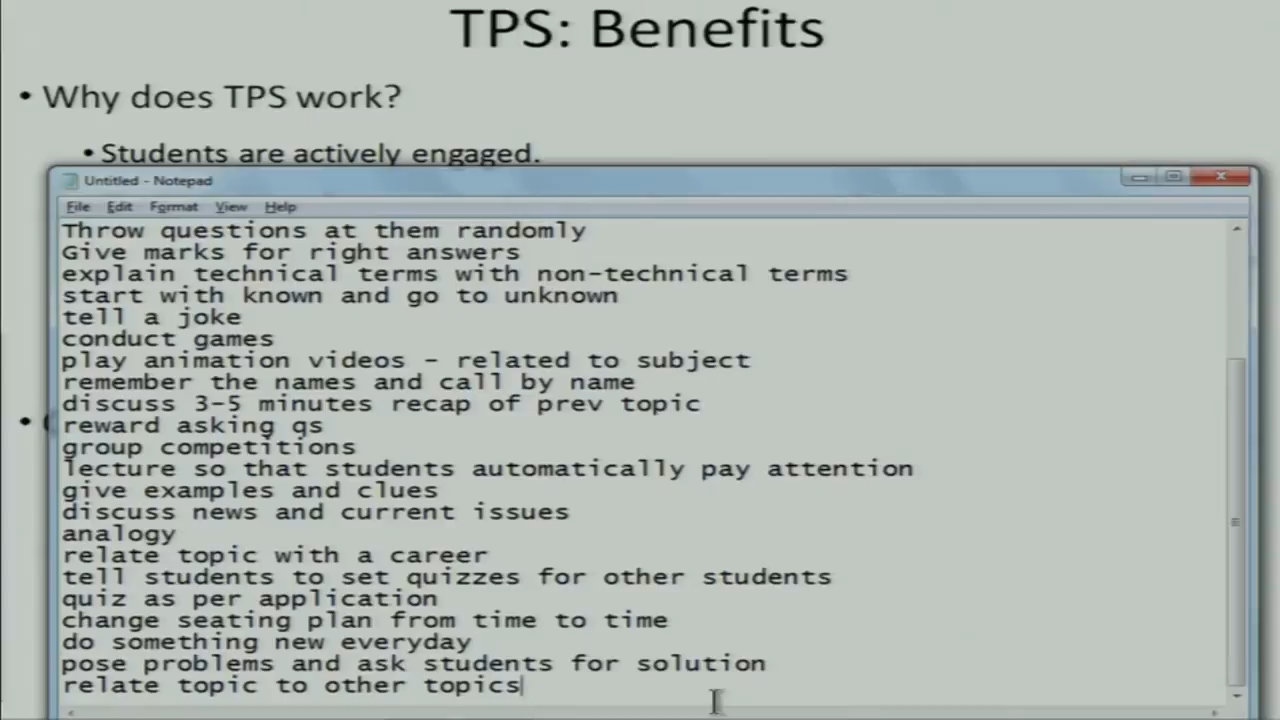 TPS: Benefits
• Why does TPS work?
• Students are actively engaged.
Untitled - Notepad
File Edit Format View Help
Throw questions at them randomly
Give marks for right answers
explain technical terms with non-technical terms
start with known and go to unknown
tell a joke
conduct games
play animation videos - related to subject
remember the names and call by name
discuss 3-5 minutes recap of prev topic
reward asking qs
group competitions
lecture so that students automatically pay attention
give examples and clues
discuss news and current issues
analogy
relate topic with a career
tell students to set quizzes for other students
quiz as per application
change seating plan from time to time
do something new everyday
pose problems and ask students for solution
relate topic to other topics